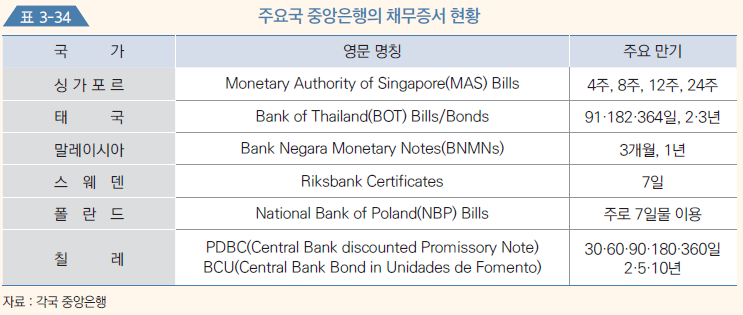 표 3-34 주요국 중앙은행의 채무증서 현황
국 가 영문 명칭 주요 만기
싱가포르 Monetary Authority of Singapore(MAS) Bills 4주, 8주, 12주, 24주
태 국 Bank of Thailand(BOT) Bills/Bonds 91·182·364일, 2·3년
말레이시아 Bank Negara Monetary Notes(BNMNs) 3개월, 1년
스 웨 덴 Riksbank Certificates 7일
폴 란 드 National Bank of Poland(NBP) Bills 주로 7일물 이용
칠 레 PDBC(Central Bank discounted Promissory Note) 30·60·90·180·360일
BCU(Central Bank Bond in Unidades de Fomento) 2·5·10년
자료 : 각국 중앙은행